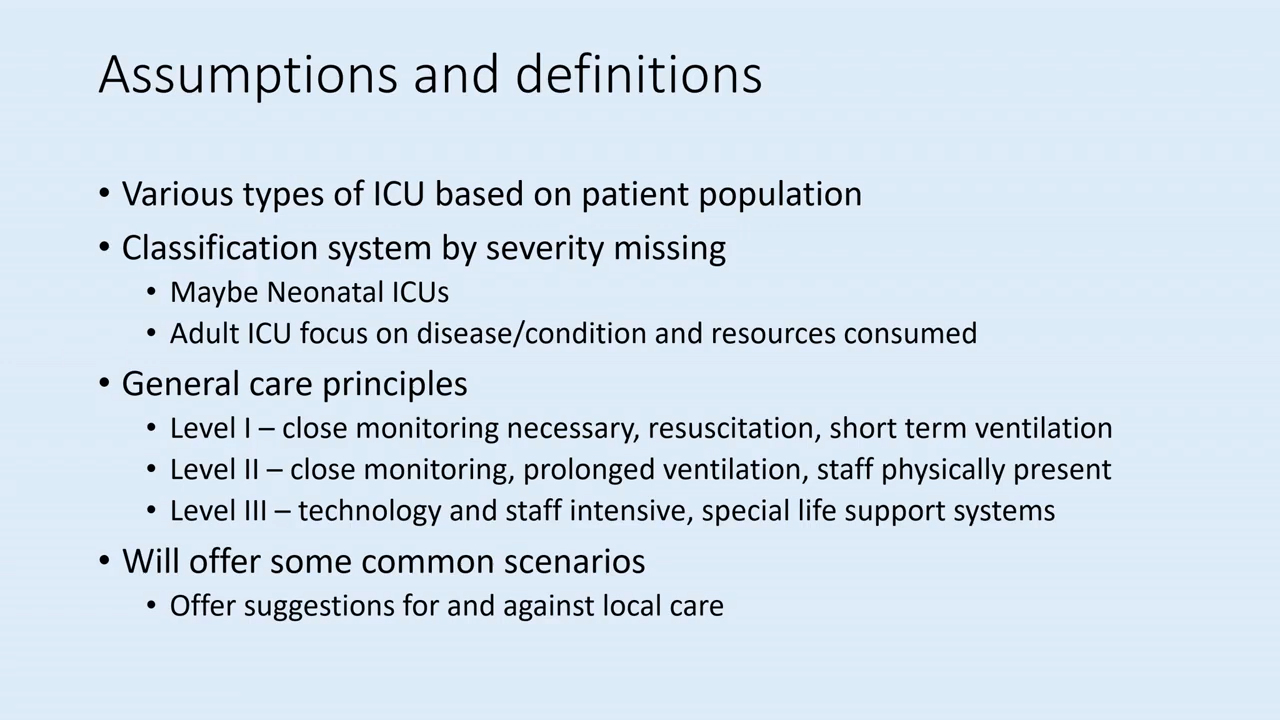 Assumptions and definitions
• Various types of ICU based on patient population
• Classification system by severity missing
• Maybe Neonatal ICUs
• Adult ICU focus on disease/condition and resources consumed
• General care principles
• Level I – close monitoring necessary, resuscitation, short term ventilation
• Level II – close monitoring, prolonged ventilation, staff physically present
• Level III – technology and staff intensive, special life support systems
• Will offer some common scenarios
• Offer suggestions for and against local care